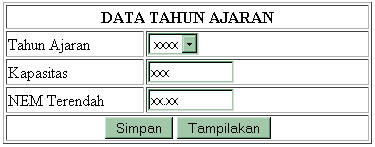 DATA TAHUN AJARAN
Tahun Ajaran xxxx
Kapasitas xxx
NEM Terendah xx.xx
Simpan Tampilakan